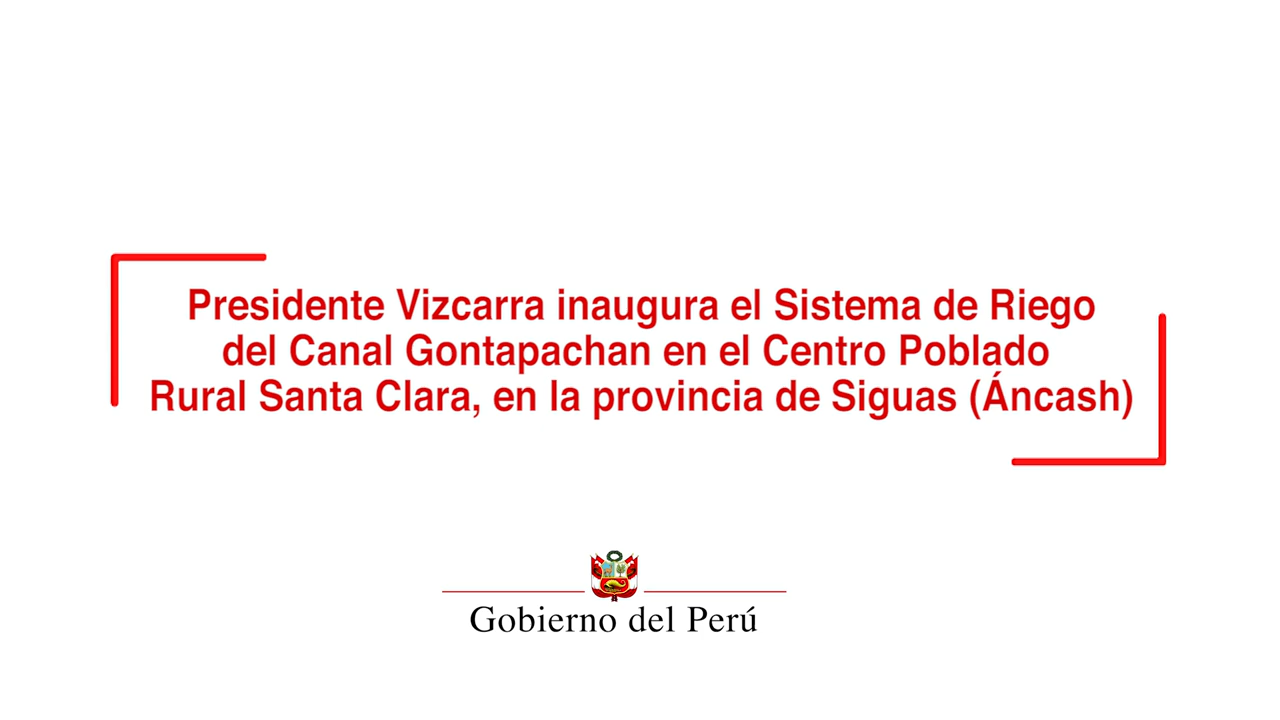 Presidente Vizcarra inaugura el Sistema de Riego
del Canal Gontapachan en el Centro Poblado
Rural Santa Clara, en la provincia de Siguas (Áncash)
Gobierno del Perú